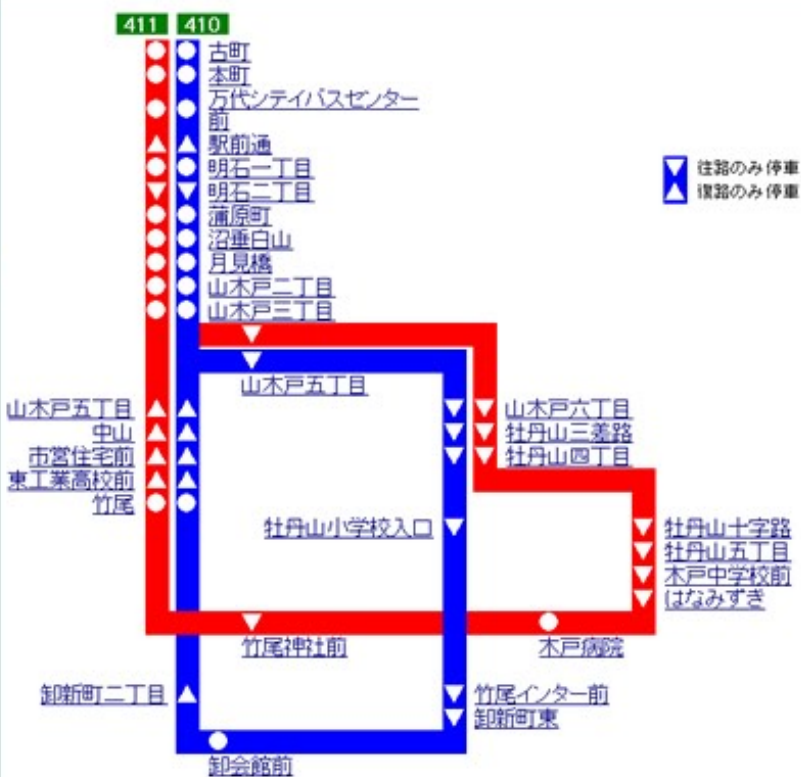 411 410
古町
本町
万代シテイバスセンター
前
駅前通
明石一丁目
明石二丁目
蒲原町
沼垂白山
月見橋
山木戸二丁目
山木戸三丁目
往路のみ停車
復路のみ停車
山木戸五丁目
山木戸五丁目
中山
市営住宅前
東工業高校前
竹尾
山木戸六丁目
牡丹山三差路
牡丹山四丁目
牡丹山小学校入口
牡丹山十字路
牡丹山五丁目
木戸中学校前
はなみずき
竹尾神社前
木戸病院
卸新町二丁目
竹尾インター前
卸新町東
卸会館前